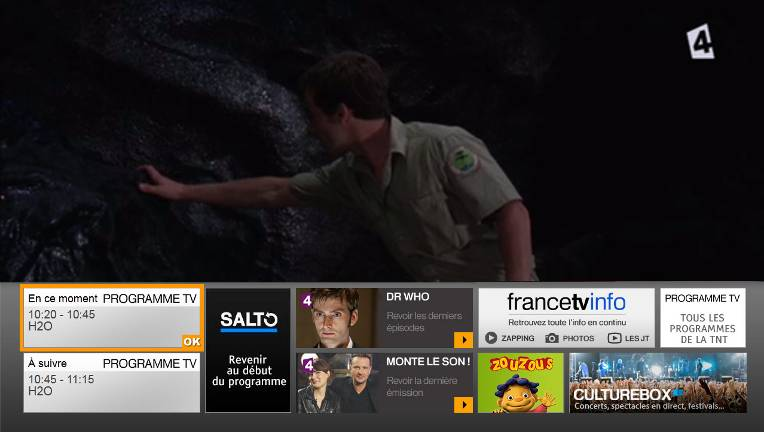 4
En ce moment PROGRAMME TV
10:20 - 10:45
H2O
OK
À suivre PROGRAMME TV
10:45 - 11:15
H2O
SALTO
Revenir
au début
du programme
4
DR WHO
Revoir les derniers
épisodes
4
MONTE LE SON !
Revoir la dernière
émission
francetvinfo
Retrouvez toute l'info en continu
ZAPPING PHOTOS LES JT
PROGRAMME TV
TOUS LES
PROGRAMMES
DE LA TNT
ZOUZOUS
CULTUREBOX
Concerts, spectacles en direct, festivals...